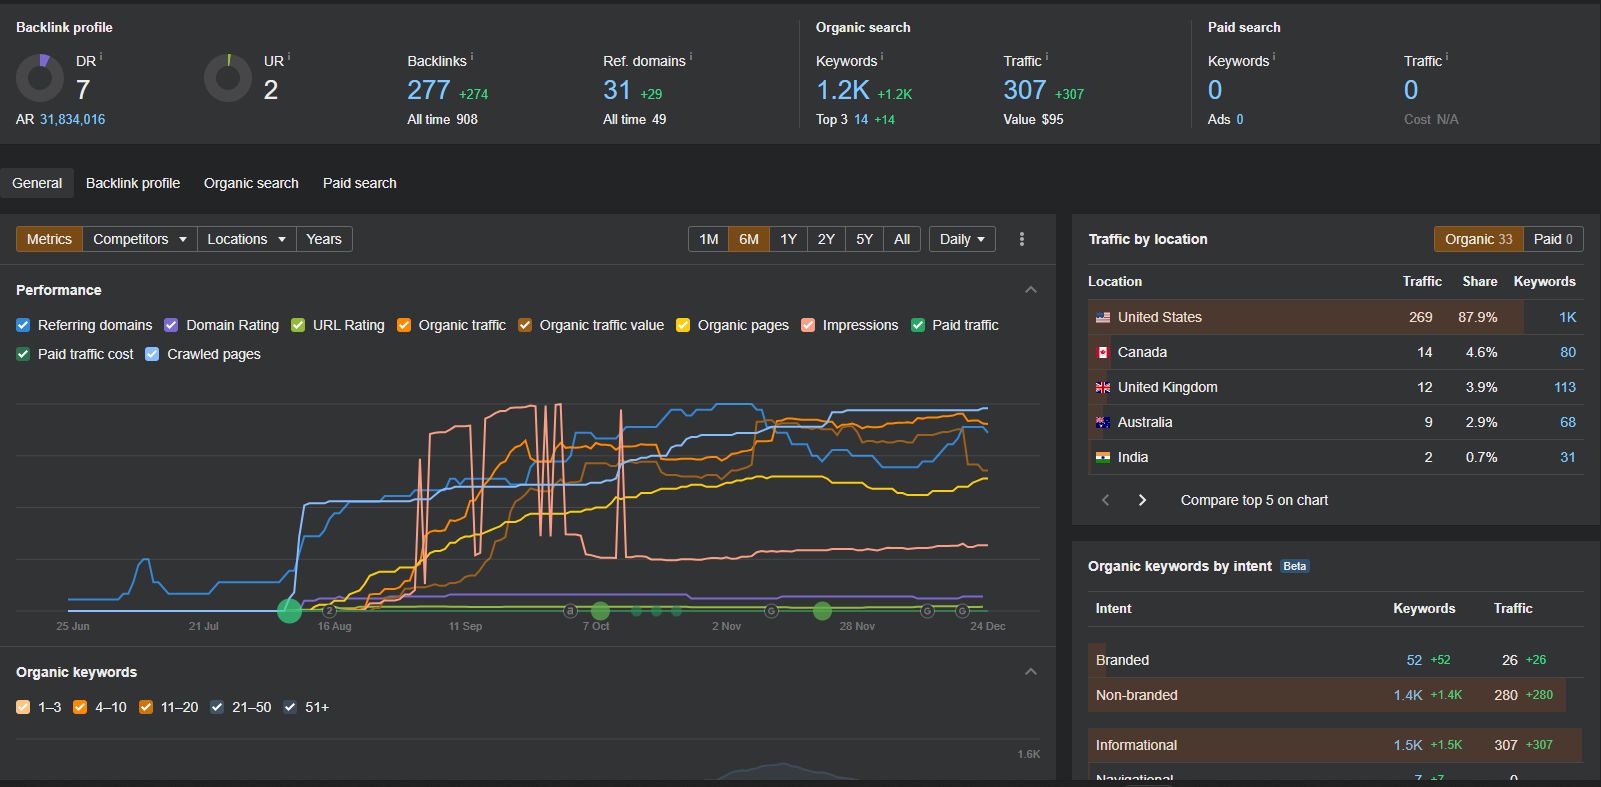 Backlink profile
Organic search
Paid search
DR i
7
AR 31,834,016
UR i
2
Backlinks i
277 +274
All time 908
Ref. domains i
31 +29
All time 49
Keywords i
1.2K +1.2K
Top 3 14 +14
Traffic i
307 +307
Value $95
Keywords i
0
Ads 0
Traffic i
0
Cost N/A
General Backlink profile Organic search Paid search
Metrics Competitors Locations Years 1M 6M 1Y 2Y 5Y All Daily
Performance
Referring domains Domain Rating URL Rating Organic traffic Organic traffic value Organic pages Impressions Paid traffic
Paid traffic cost Crawled pages
2 a G G G
25 Jun 21 Jul 16 Aug 11 Sep 7 Oct 2 Nov 28 Nov 24 Dec
Organic keywords
1–3 4–10 11–20 21–50 51+
1.6K
Traffic by location Organic 33 Paid 0
Location Traffic Share Keywords
United States 269 87.9% 1K
Canada 14 4.6% 80
United Kingdom 12 3.9% 113
Australia 9 2.9% 68
India 2 0.7% 31
Compare top 5 on chart
Organic keywords by intent Beta
Intent Keywords Traffic
Branded 52 +52 26 +26
Non-branded 1.4K +1.4K 280 +280
Informational 1.5K +1.5K 307 +307
Navigational 7 +7 0